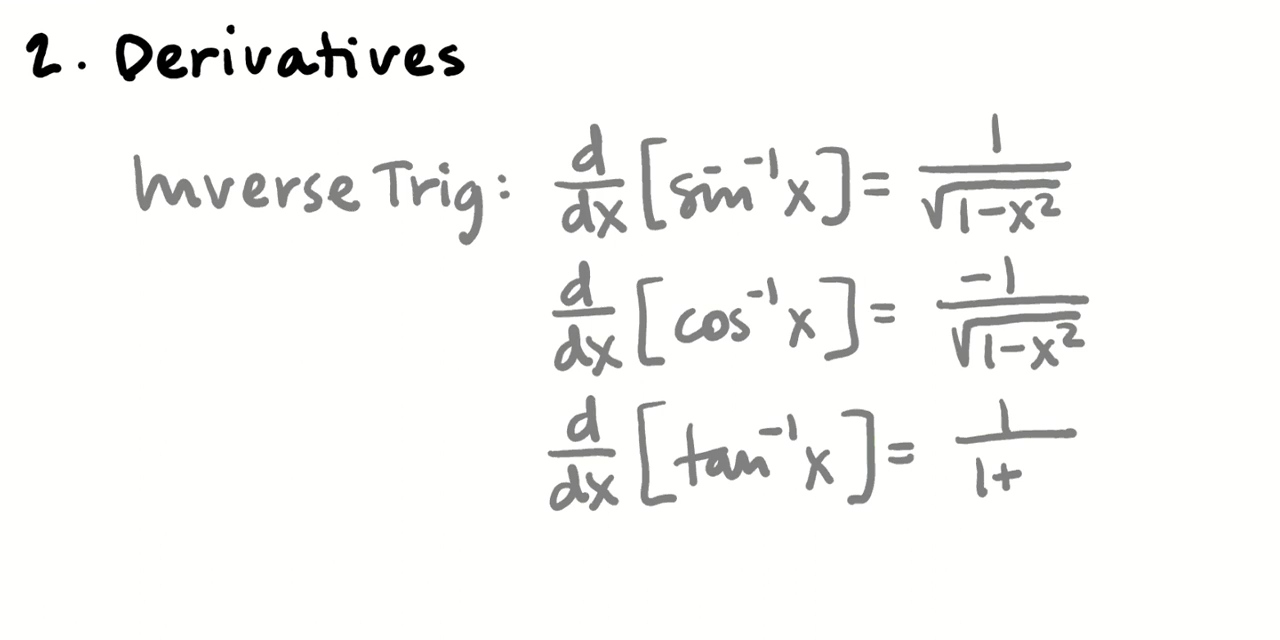 2. Derivatives
Inverse Trig: d/dx [sin⁻¹x] = 1/√(1-x²)
d/dx [cos⁻¹x] = -1/√(1-x²)
d/dx [tan⁻¹x] = 1/1+